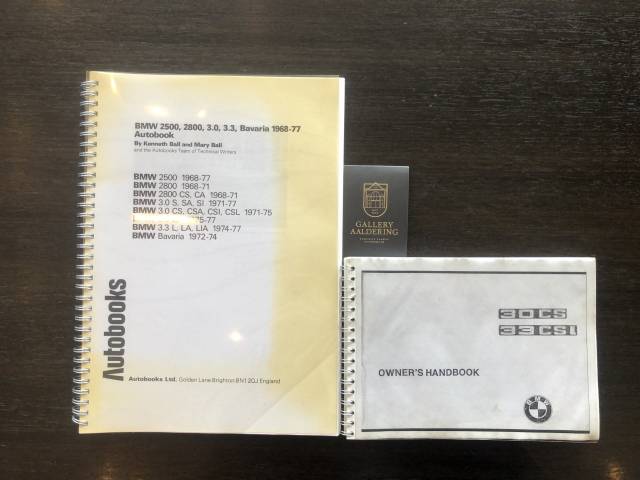 BMW 2500, 2800, 3.0, 3.3, Bavaria 1968-77
Autobook
By Kenneth Ball and Mary Ball
and the Autobooks Team of Technical Writers
BMW 2500 1968-77
BMW 2800 1968-71
BMW 2800 CS, CA 1968-71
BMW 3.0 S, SA, SI 1971-77
BMW 3.0 CS, CSA, CSI, CSL 1971-75
75-77
BMW 3.3 L, LA, LIA 1974-77
BMW Bavaria 1972-74
Autobooks
Autobooks Ltd. Golden Lane Brighton BN1 2QJ England
GALLERY
AALDERING
3.0 CS
3.3 CSI
OWNER'S HANDBOOK
BMW